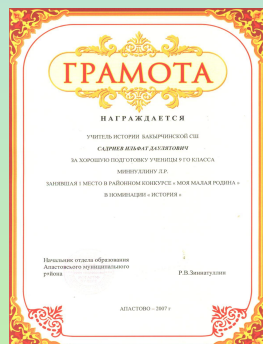 ГРАМОТА
НАГРАЖДАЕТСЯ
УЧИТЕЛЬ ИСТОРИИ БАКЫРЧИНСКОЙ СШ
САДРИЕВ ИЛЬФАТ ДАУЛЯТОВИЧ
ЗА ХОРОШУЮ ПОДГОТОВКУ УЧЕНИЦЫ 9 ГО КЛАССА
МИННУЛЛИНУ Л.Р.
ЗАНЯВШАЯ 1 МЕСТО В РАЙОННОМ КОНКУРСЕ « МОЯ МАЛАЯ РОДИНА »
В НОМИНАЦИИ « ИСТОРИЯ »
Начальник отдела образования
Апастовского муниципального
района Р.В.Зиннатуллин
АПАСТОВО – 2007 г